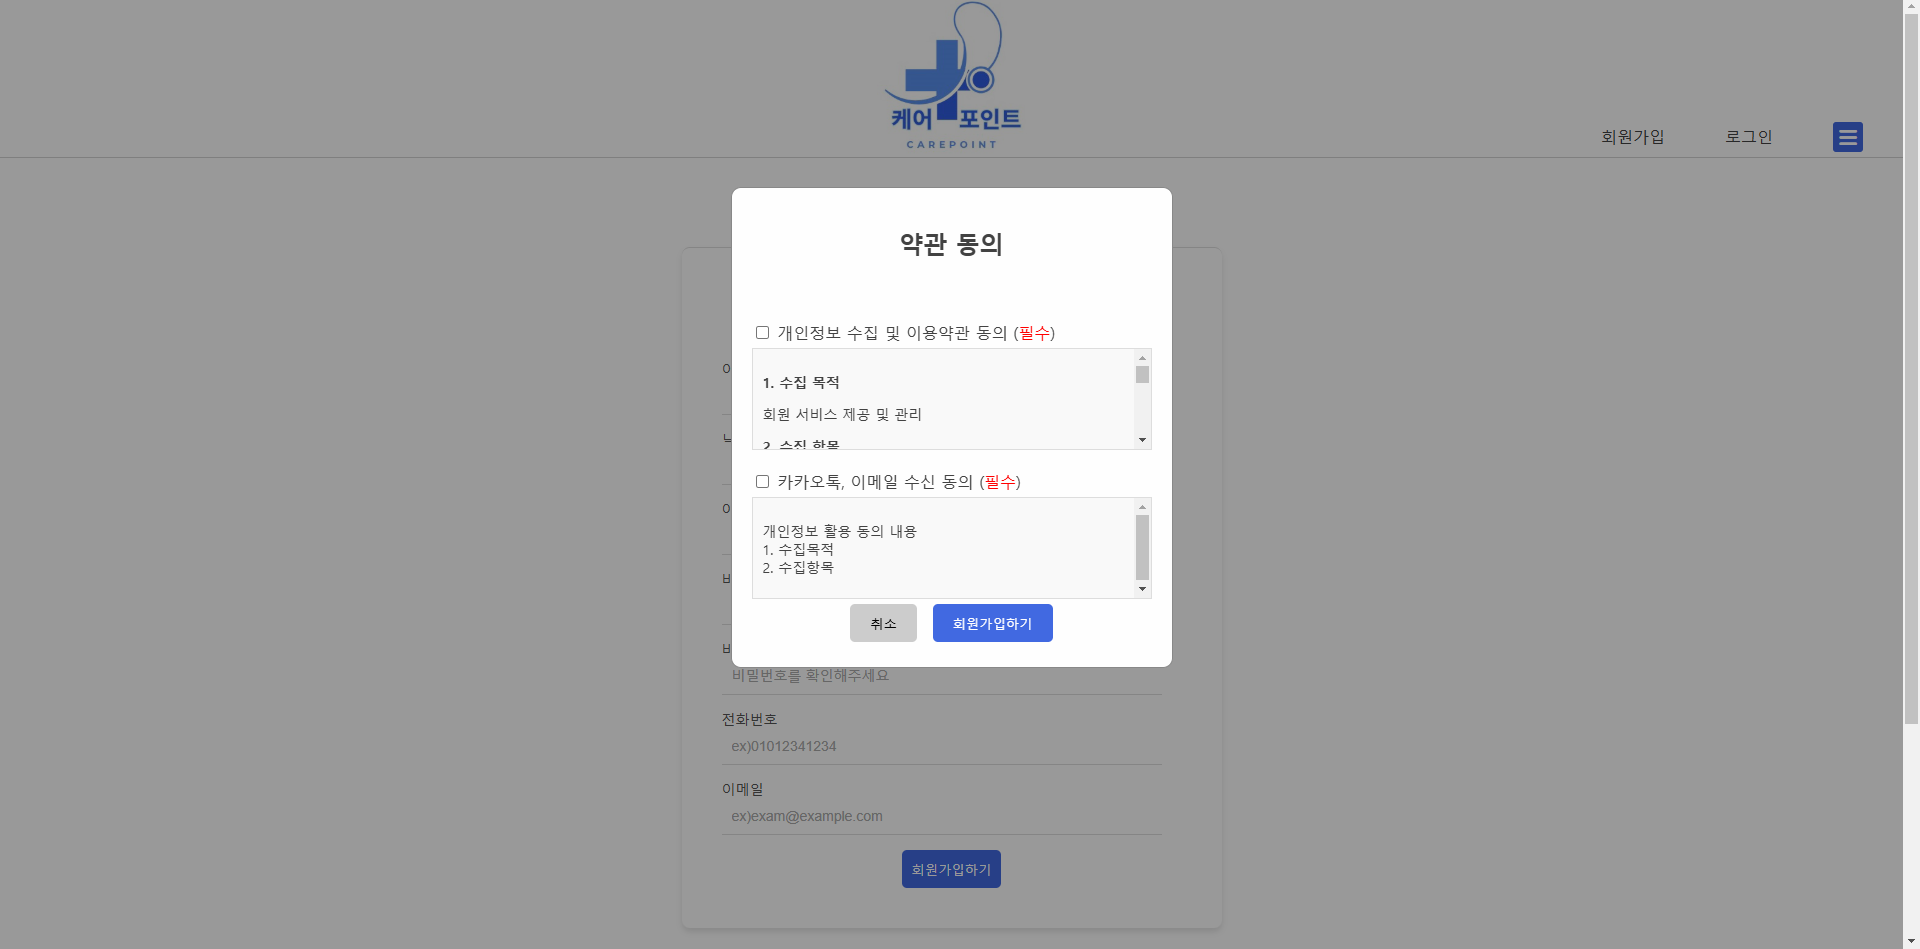 케어 포인트
CAREPOINT
회원가입
로그인
약관 동의
개인정보 수집 및 이용약관 동의 (필수)
1. 수집 목적
회원 서비스 제공 및 관리
2. 수집 항목
카카오톡, 이메일 수신 동의 (필수)
개인정보 활용 동의 내용
1. 수집목적
2. 수집항목
취소
회원가입하기
비밀번호를 확인해주세요
전화번호
ex)01012341234
이메일
ex)exam@example.com
회원가입하기